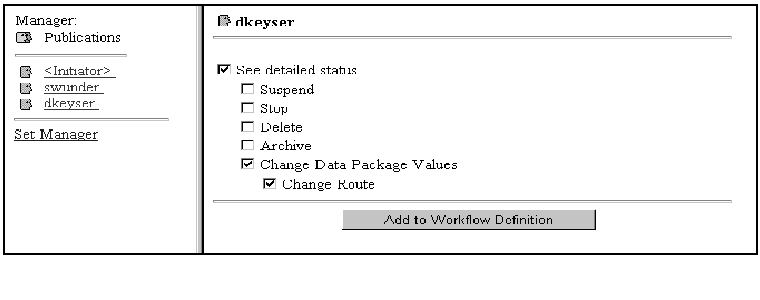 Manager:
Publications
<Initiator>
swunder
dkeyser
Set Manager
dkeyser
See detailed status
Suspend
Stop
Delete
Archive
Change Data Package Values
Change Route
Add to Workflow Definition